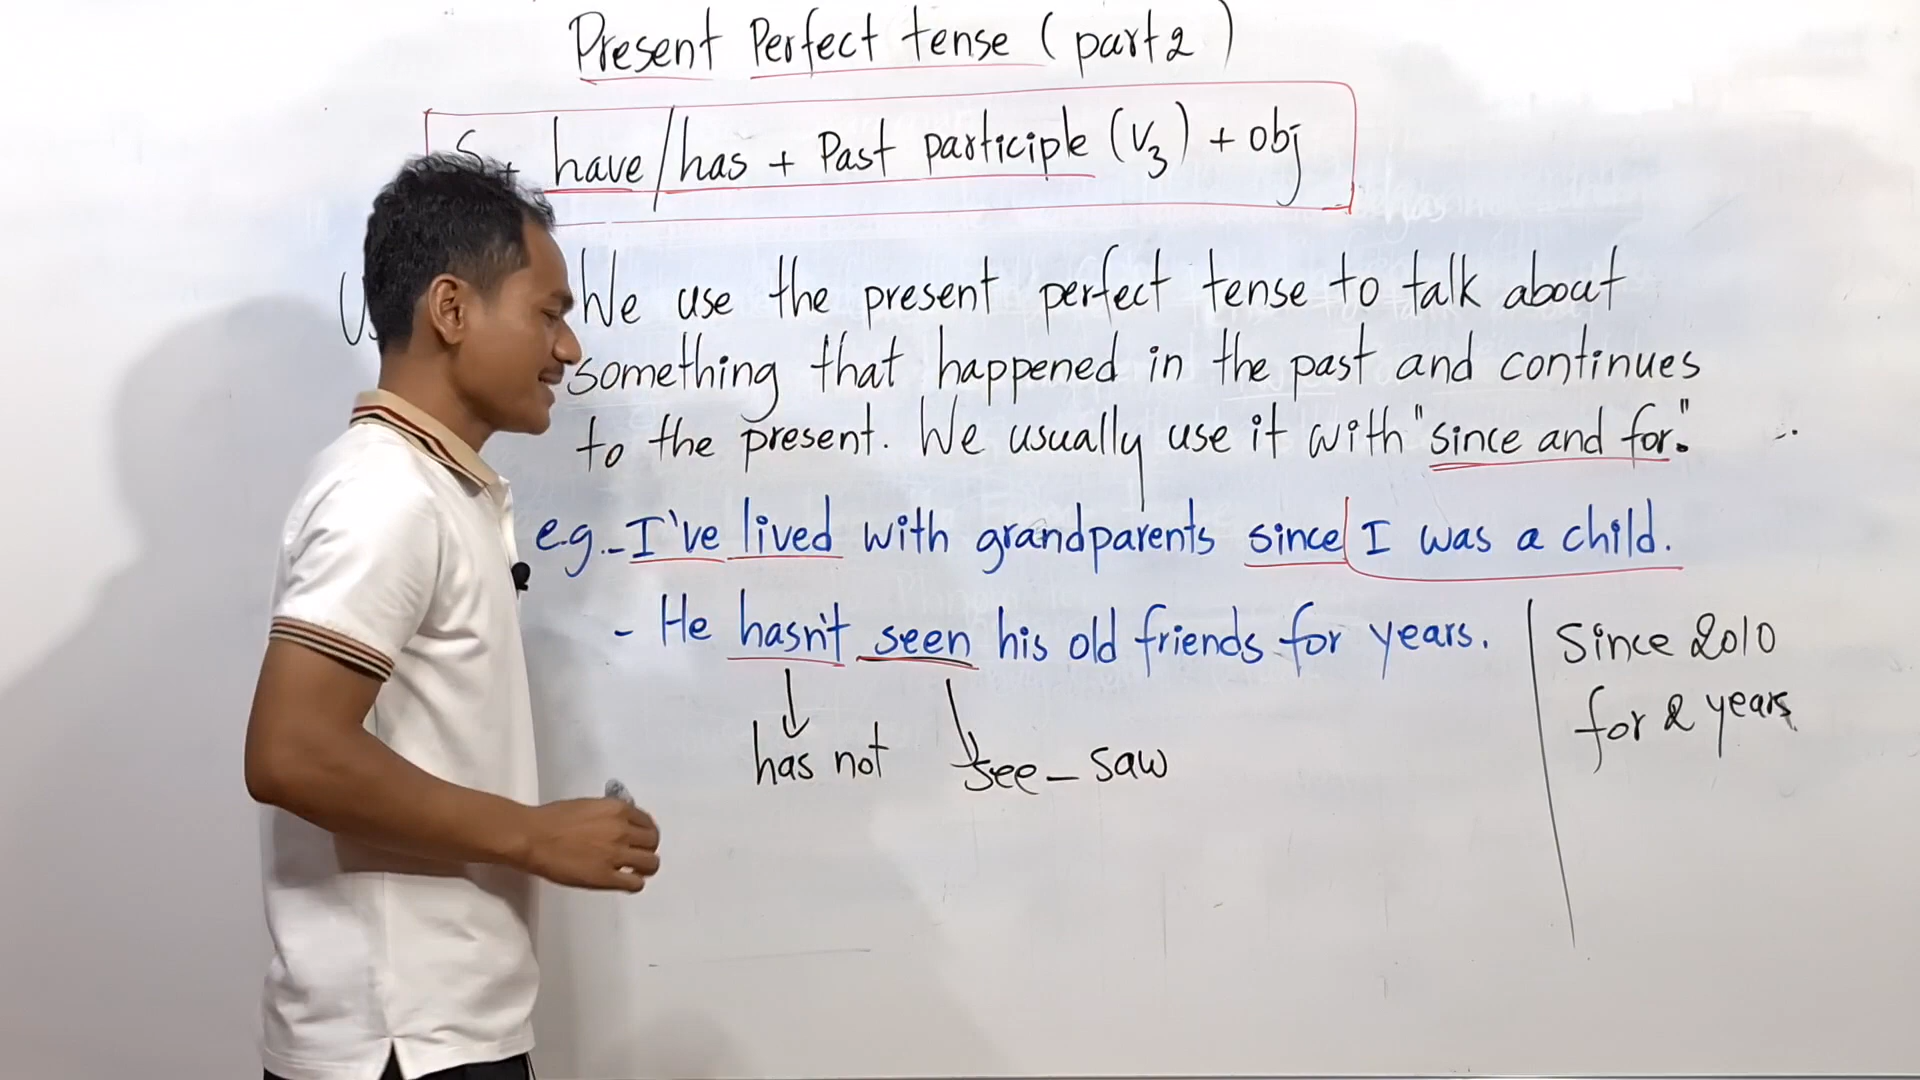 Present Perfect tense (part 2)
S + have/has + Past participle (V3) + obj
We use the present perfect tense to talk about
something that happened in the past and continues
to the present. We usually use it with "since and for."
e.g. - I've lived with grandparents since I was a child.
- He hasn't seen his old friends for years.
has not
see - saw
Since 2010
for 2 years